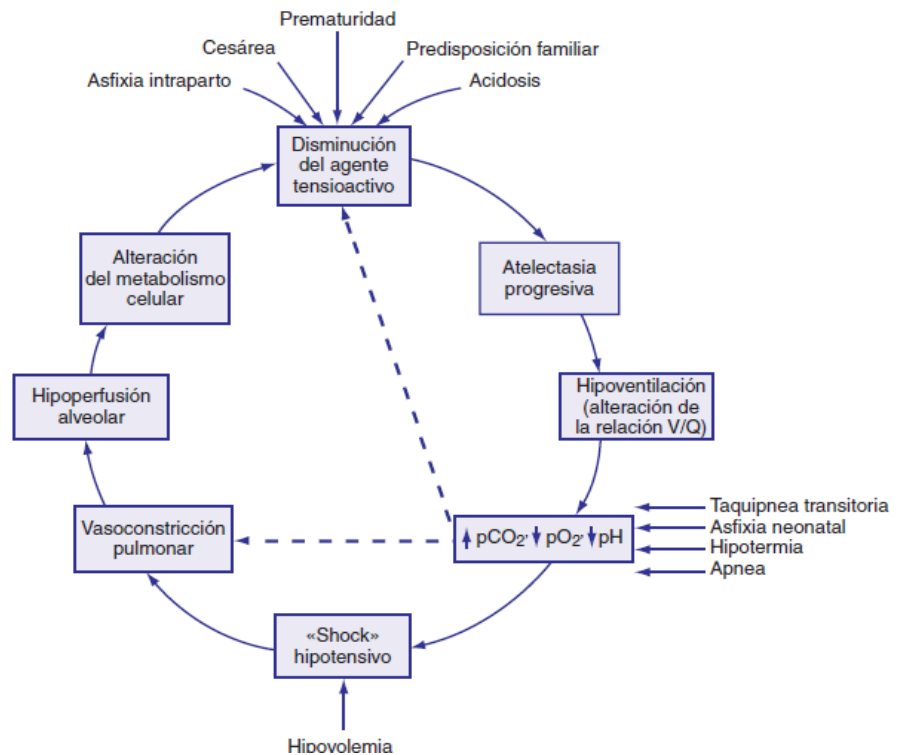 Prematuridad
Cesárea
Predisposición familiar
Asfixia intraparto
Acidosis
Disminución
del agente
tensioactivo
Alteración
del metabolismo
celular
Atelectasia
progresiva
Hipoperfusión
alveolar
Hipoventilación
(alteración de
la relación V/Q)
Vasoconstricción
pulmonar
↑ pCO₂, ↓ pO₂, ↓ pH
Taquipnea transitoria
Asfixia neonatal
Hipotermia
Apnea
«Shock»
hipotensivo
Hipovolemia